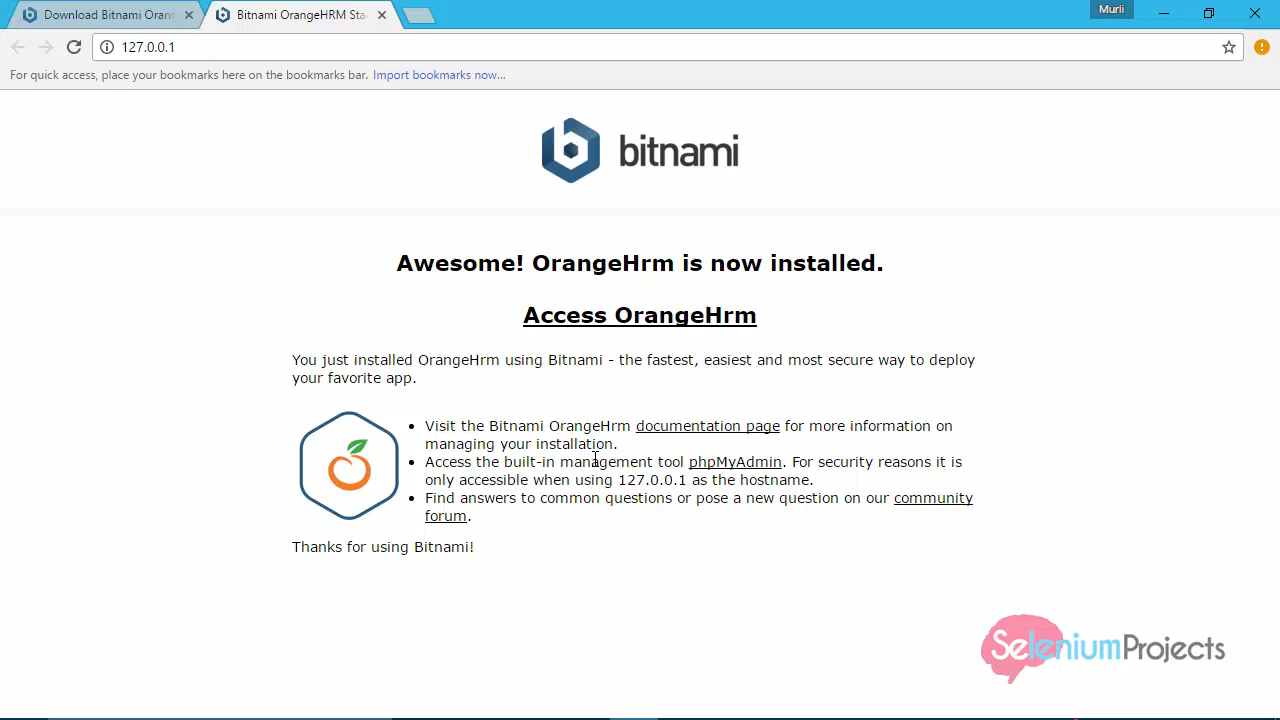 Download Bitnami Oran
Bitnami OrangeHRM Sta
Murli
127.0.0.1
For quick access, place your bookmarks here on the bookmarks bar. Import bookmarks now...
bitnami
Awesome! OrangeHrm is now installed.
Access OrangeHrm
You just installed OrangeHrm using Bitnami - the fastest, easiest and most secure way to deploy
your favorite app.
• Visit the Bitnami OrangeHrm documentation page for more information on
managing your installation.
• Access the built-in management tool phpMyAdmin. For security reasons it is
only accessible when using 127.0.0.1 as the hostname.
• Find answers to common questions or pose a new question on our community
forum.
Thanks for using Bitnami!
SeleniumProjects